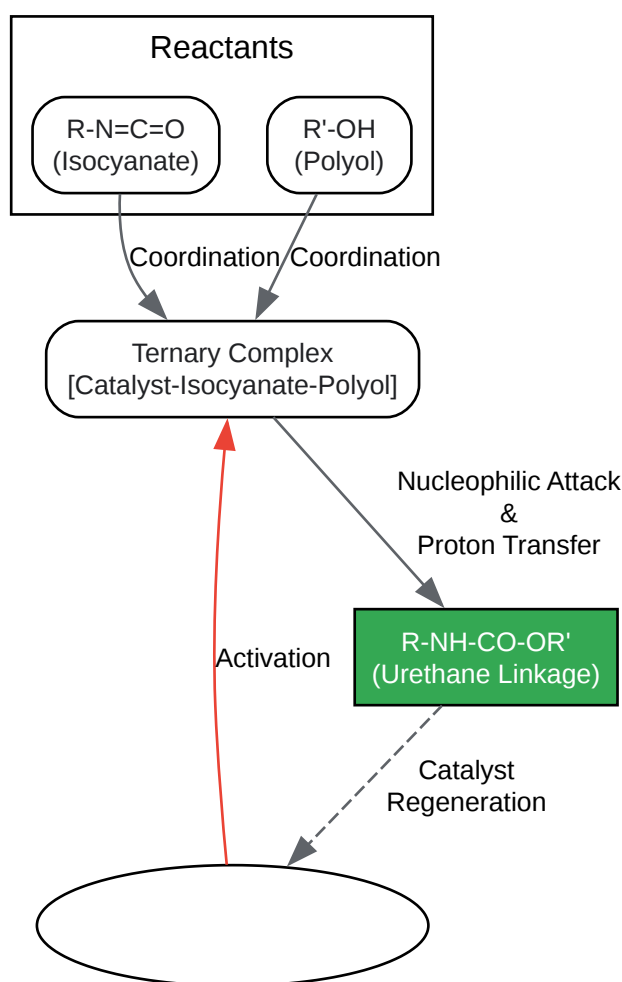 Reactants
R-N=C=O
(Isocyanate)
R'-OH
(Polyol)
Coordination
Coordination
Ternary Complex
[Catalyst-Isocyanate-Polyol]
Nucleophilic Attack
&
Proton Transfer
Activation
R-NH-CO-OR'
(Urethane Linkage)
Catalyst
Regeneration